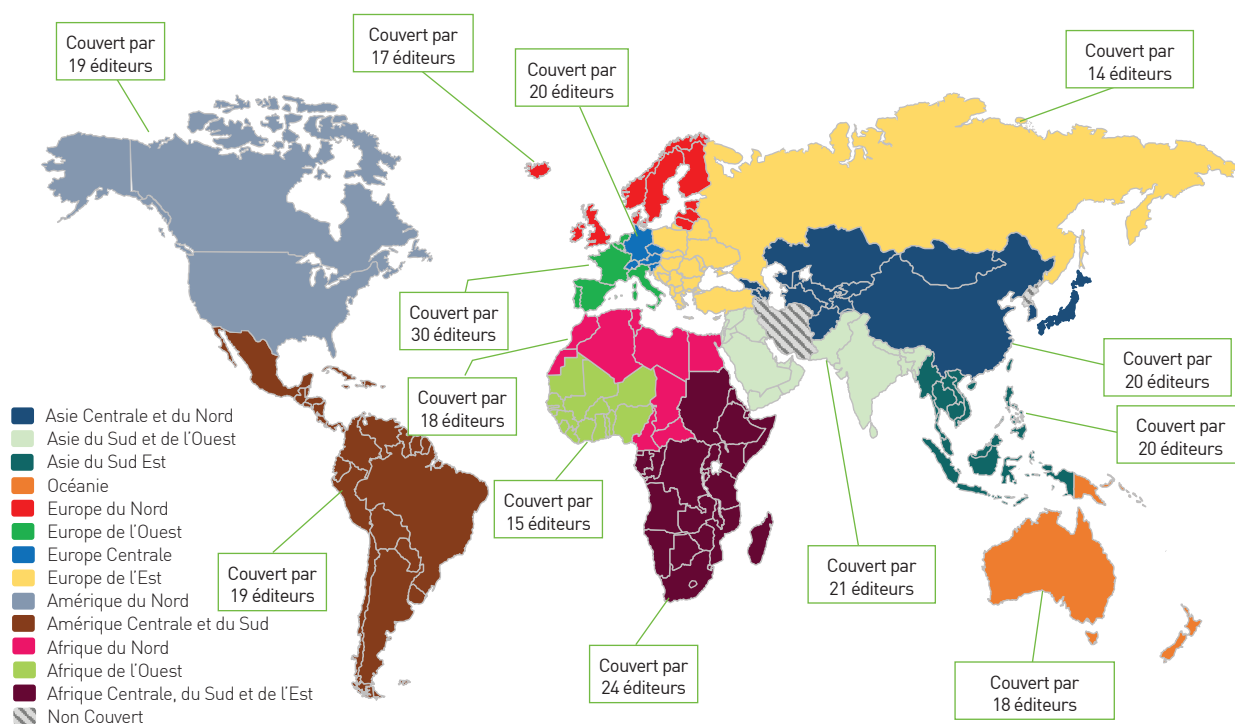 Couvert par
19 éditeurs
Couvert par
17 éditeurs
Couvert par
20 éditeurs
Couvert par
14 éditeurs
Couvert par
30 éditeurs
Couvert par
18 éditeurs
Couvert par
15 éditeurs
Couvert par
19 éditeurs
Couvert par
24 éditeurs
Couvert par
21 éditeurs
Couvert par
20 éditeurs
Couvert par
20 éditeurs
Couvert par
18 éditeurs
Asie Centrale et du Nord
Asie du Sud et de l'Ouest
Asie du Sud Est
Océanie
Europe du Nord
Europe de l'Ouest
Europe Centrale
Europe de l'Est
Amérique du Nord
Amérique Centrale et du Sud
Afrique du Nord
Afrique de l'Ouest
Afrique Centrale, du Sud et de l'Est
Non Couvert